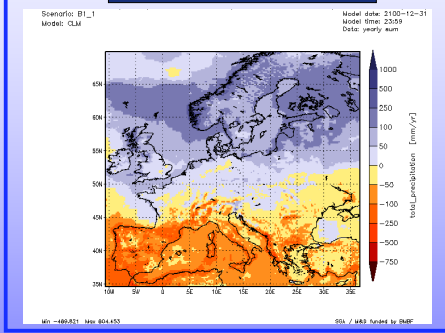 Scenario: B1_1
Model: CLM
Model date: 2100-12-31
Model time: 23:59
Data: yearly sum
65N
60N
55N
50N
45N
40N
35N
10W
5W
0
5E
10E
15E
20E
25E
30E
35E
1000
500
250
100
50
0
-50
-100
-250
-500
-750
total_precipitation [mm/yr]
Min -489.831 Max 804.653
SGA / M&D funded by BMBF